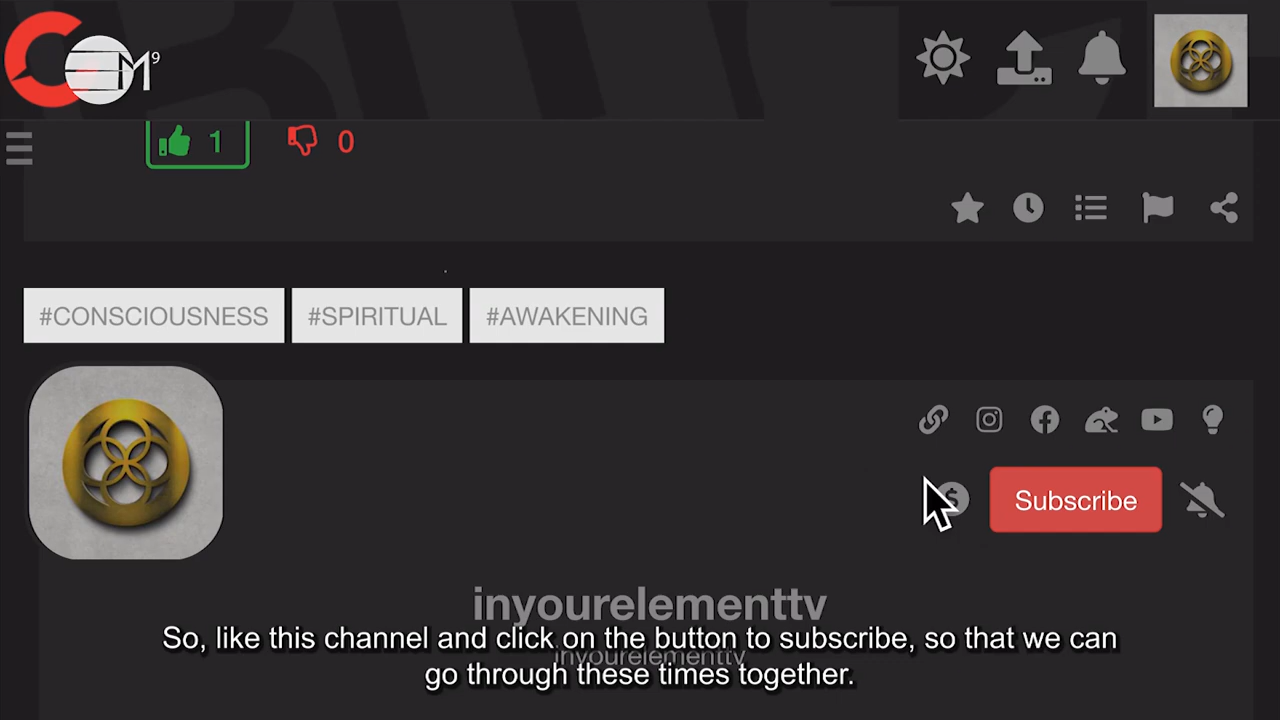 M9
1
0
#CONSCIOUSNESS
#SPIRITUAL
#AWAKENING
Subscribe
inyourelementtv
inyourelementtv
So, like this channel and click on the button to subscribe, so that we can
go through these times together.